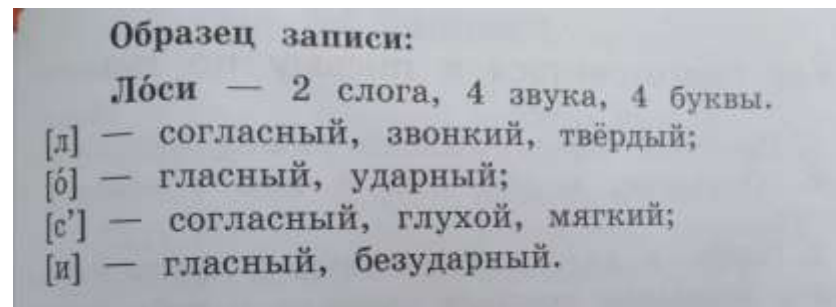 Образец записи:
Ло́си — 2 слога, 4 звука, 4 буквы.
[л] — согласный, звонкий, твёрдый;
[о́] — гласный, ударный;
[с’] — согласный, глухой, мягкий;
[и] — гласный, безударный.